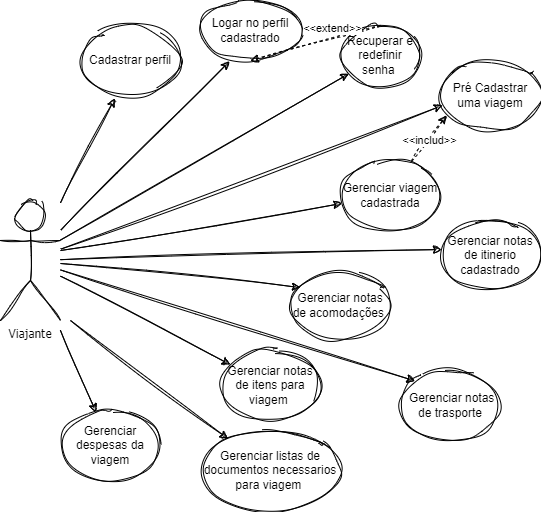 Cadastrar perfil
Logar no perfil
cadastrado
<<extend>>
Recuperar e
redefinir
senha
Pré Cadastrar
uma viagem
<<includ>>
Gerenciar viagem
cadastrada
Gerenciar notas
de itinerio
cadastrado
Gerenciar notas
de acomodações
Viajante
Gerenciar notas
de itens para
viagem
Gerenciar notas
de trasporte
Gerenciar
despesas da
viagem
Gerenciar listas de
documentos necessarios
para viagem